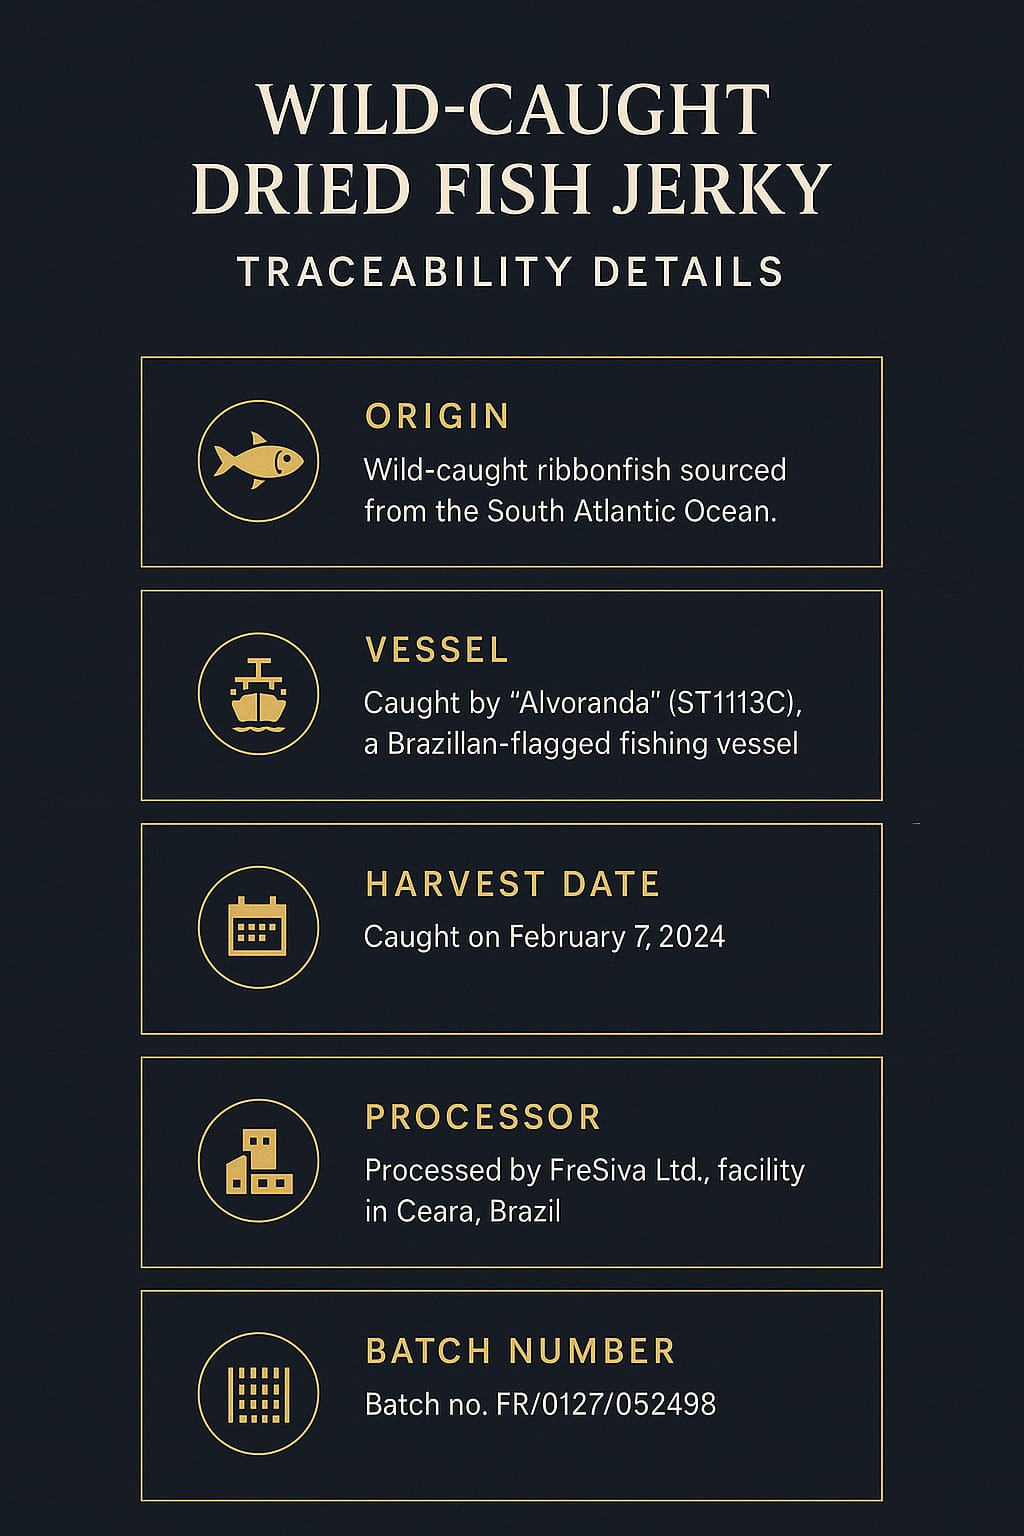 WILD-CAUGHT
DRIED FISH JERKY
TRACEABILITY DETAILS
ORIGIN
Wild-caught ribbonfish sourced
from the South Atlantic Ocean.
VESSEL
Caught by “Alvoranda” (ST1113C),
a Brazillan-flagged fishing vessel
HARVEST DATE
Caught on February 7, 2024
PROCESSOR
Processed by FreSiva Ltd., facility
in Ceara, Brazil
BATCH NUMBER
Batch no. FR/0127/052498